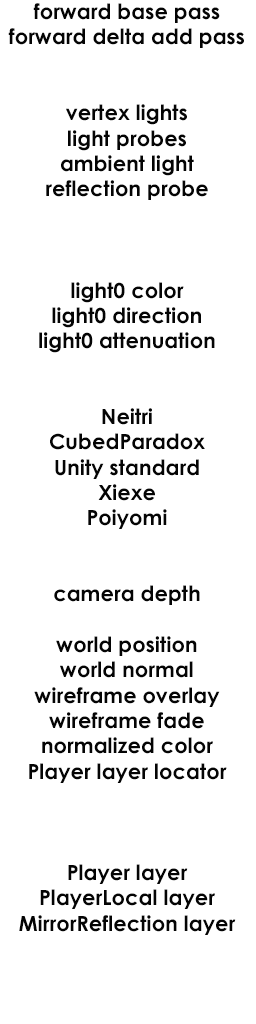 forward base pass
forward delta add pass
vertex lights
light probes
ambient light
reflection probe
light0 color
light0 direction
light0 attenuation
Neitri
CubedParadox
Unity standard
Xiexe
Poiyomi
camera depth
world position
world normal
wireframe overlay
wireframe fade
normalized color
Player layer locator
Player layer
PlayerLocal layer
MirrorReflection layer